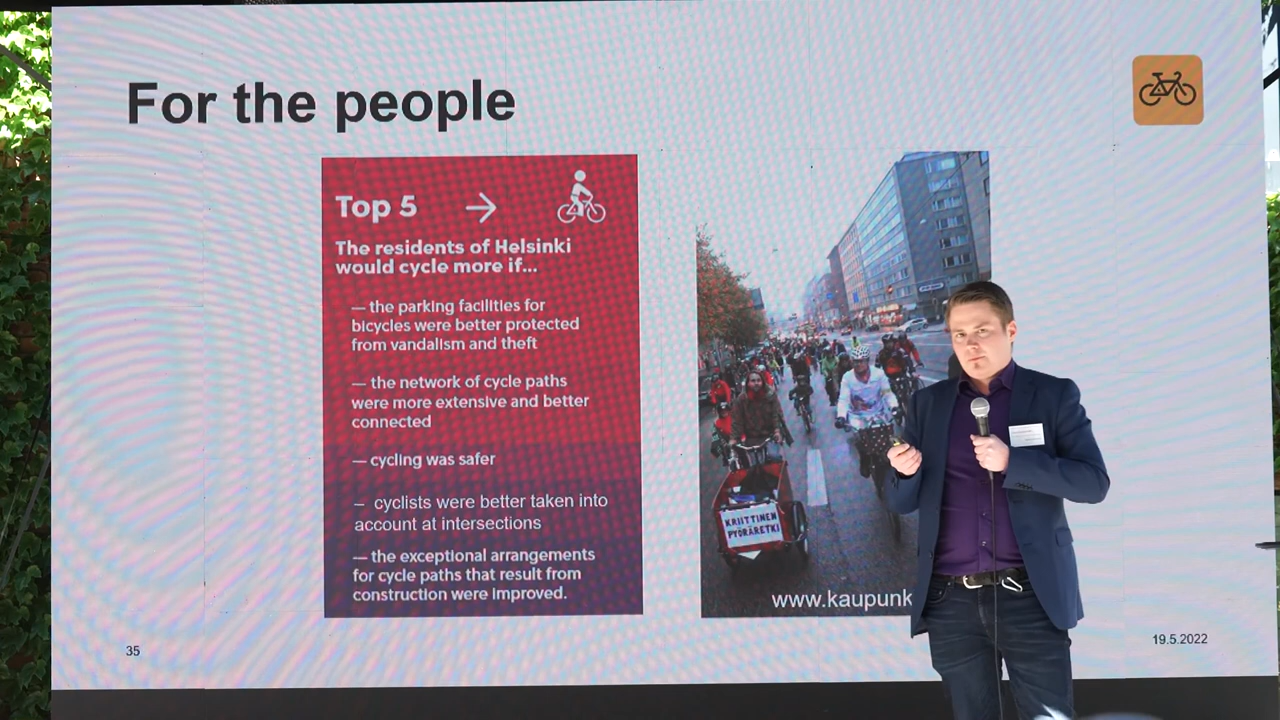 For the people
Top 5
The residents of Helsinki
would cycle more if...
— the parking facilities for
bicycles were better protected
from vandalism and theft
— the network of cycle paths
were more extensive and better
connected
— cycling was safer
– cyclists were better taken into
account at intersections
— the exceptional arrangements
for cycle paths that result from
construction were improved.
KRIITTINEN
PYÖRÄRETKI
www.kaupunk
35
19.5.2022